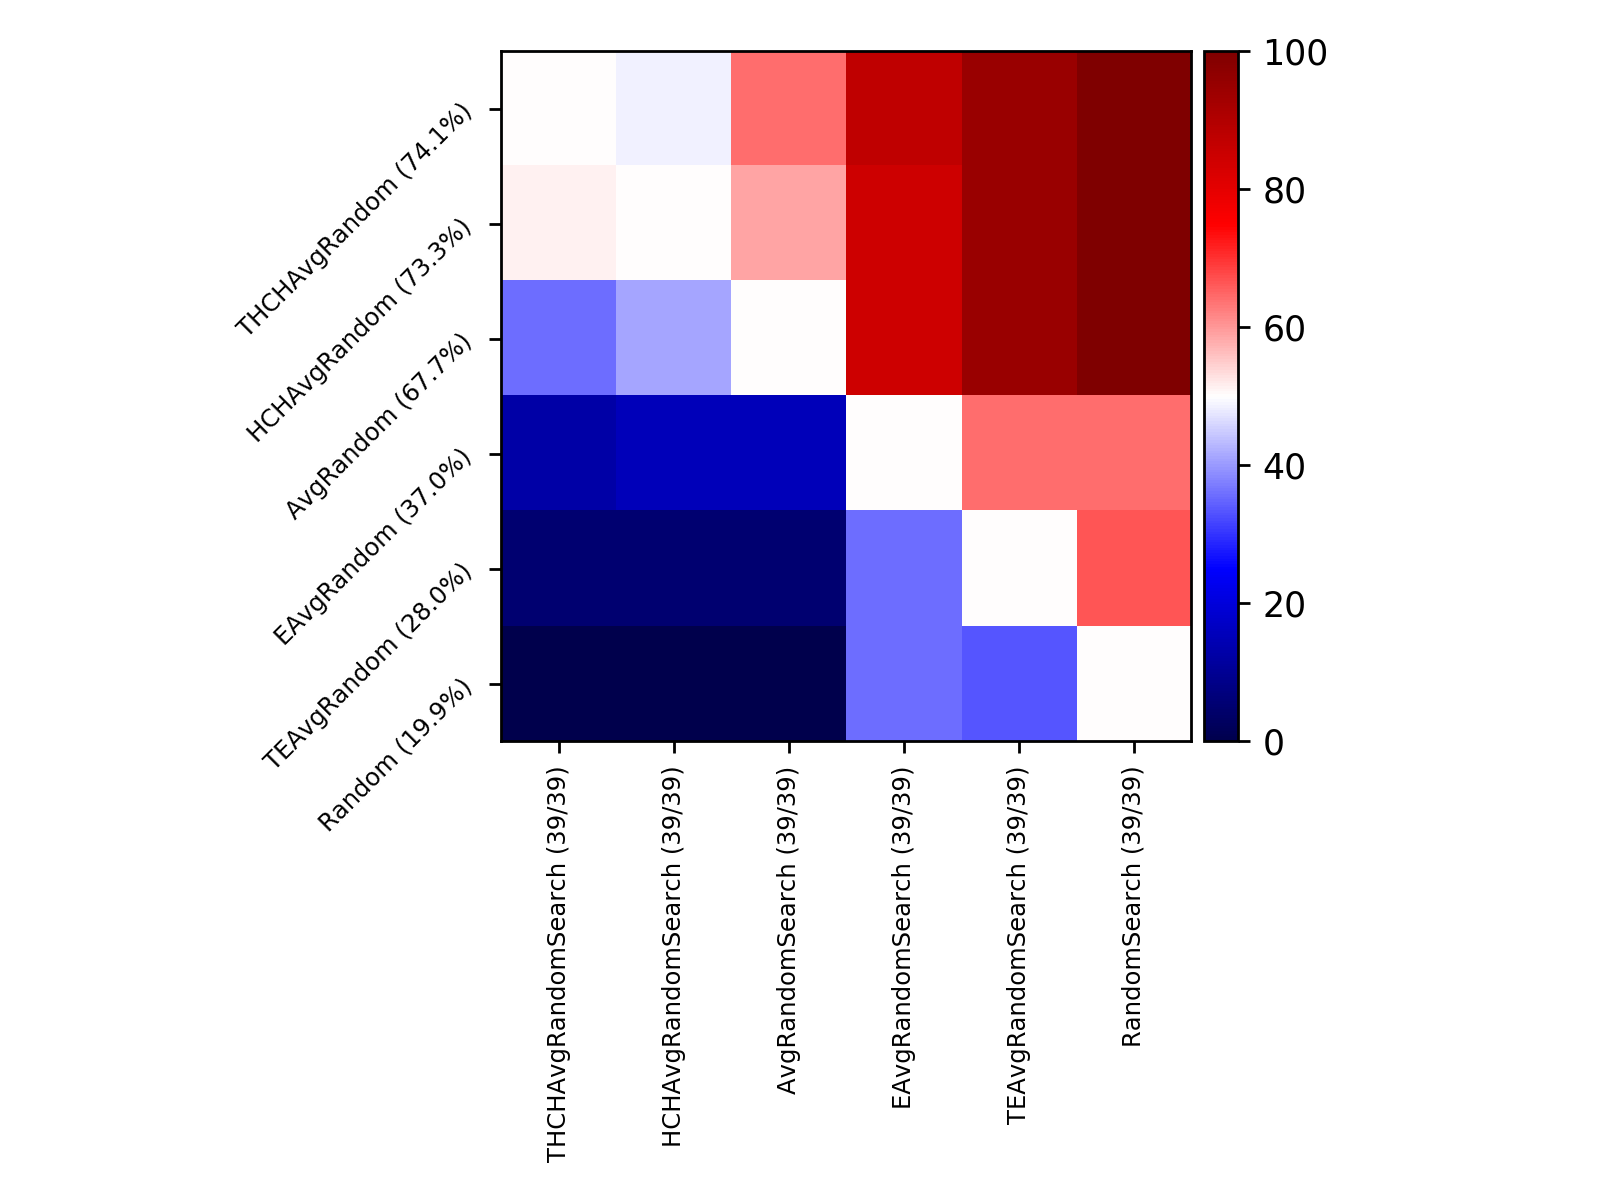 THCHAvgRandom (74.1%)
HCHAvgRandom (73.3%)
AvgRandom (67.7%)
EAvgRandom (37.0%)
TEAvgRandom (28.0%)
Random (19.9%)
THCHAvgRandomSearch (39/39)
HCHAvgRandomSearch (39/39)
AvgRandomSearch (39/39)
EAvgRandomSearch (39/39)
TEAvgRandomSearch (39/39)
RandomSearch (39/39)
100
80
60
40
20
0